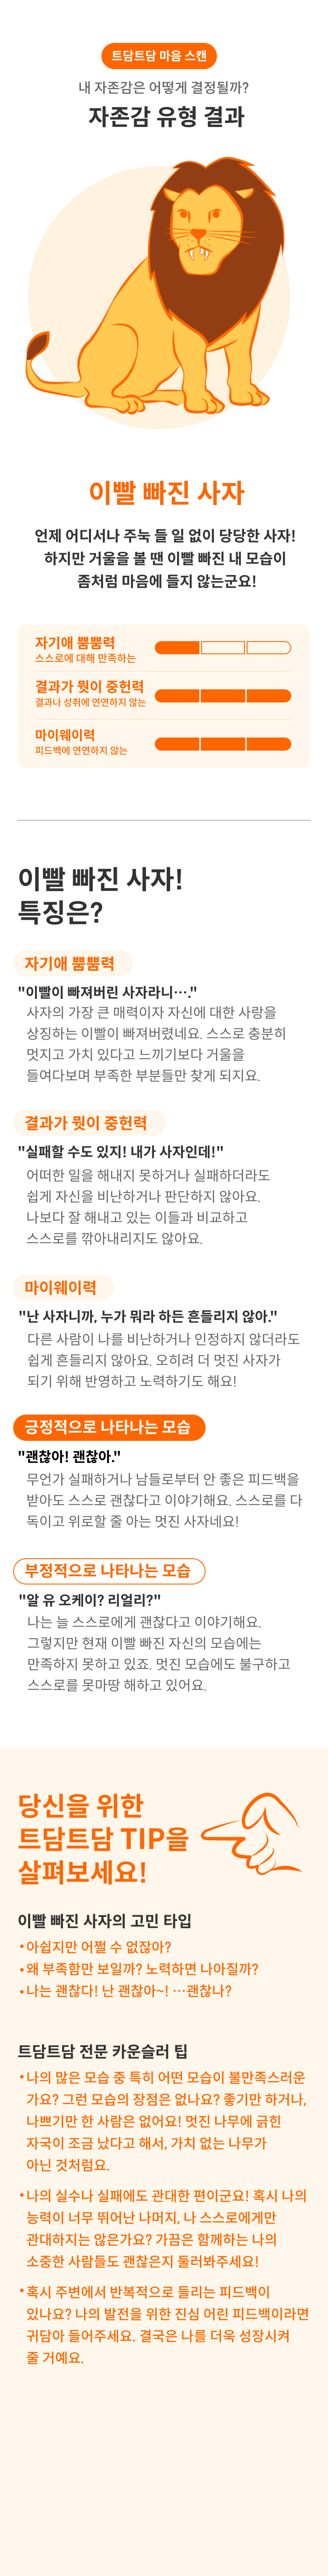 트담트담 마음 스캔
내 자존감은 어떻게 결정될까?
자존감 유형 결과
이빨 빠진 사자
언제 어디서나 주눅 들 일 없이 당당한 사자!
하지만 거울을 볼 땐 이빨 빠진 내 모습이
좀처럼 마음에 들지 않는군요!
자기애 뿜뿜력
스스로에 대해 만족하는
결과가 뭣이 중헌력
결과나 성취에 연연하지 않는
마이웨이력
피드백에 연연하지 않는
이빨 빠진 사자!
특징은?
자기애 뿜뿜력
"이빨이 빠져버린 사자라니...."
사자의 가장 큰 매력이자 자신에 대한 사랑을
상징하는 이빨이 빠져버렸네요. 스스로 충분히
멋지고 가치 있다고 느끼기보다 거울을
들여다보며 부족한 부분들만 찾게 되지요.
결과가 뭣이 중헌력
"실패할 수도 있지! 내가 사자인데!"
어떠한 일을 해내지 못하거나 실패하더라도
쉽게 자신을 비난하거나 판단하지 않아요.
나보다 잘 해내고 있는 이들과 비교하고
스스로를 깎아내리지도 않아요.
마이웨이력
"난 사자니까, 누가 뭐라 하든 흔들리지 않아."
다른 사람이 나를 비난하거나 인정하지 않더라도
쉽게 흔들리지 않아요. 오히려 더 멋진 사자가
되기 위해 반영하고 노력하기도 해요!
긍정적으로 나타나는 모습
"괜찮아! 괜찮아."
무언가 실패하거나 남들로부터 안 좋은 피드백을
받아도 스스로 괜찮다고 이야기해요. 스스로를 다
독이고 위로할 줄 아는 멋진 사자네요!
부정적으로 나타나는 모습
"알 유 오케이? 리얼리?"
나는 늘 스스로에게 괜찮다고 이야기해요.
그렇지만 현재 이빨 빠진 자신의 모습에는
만족하지 못하고 있죠. 멋진 모습에도 불구하고
스스로를 못마땅 해하고 있어요.
당신을 위한
트담트담 TIP을
살펴보세요!
이빨 빠진 사자의 고민 타입
•아쉽지만 어쩔 수 없잖아?
•왜 부족함만 보일까? 노력하면 나아질까?
•나는 괜찮다! 난 괜찮아~! …괜찮나?
트담트담 전문 카운슬러 팁
•나의 많은 모습 중 특히 어떤 모습이 불만족스러운
가요? 그런 모습의 장점은 없나요? 좋기만 하거나,
나쁘기만 한 사람은 없어요! 멋진 나무에 긁힌
자국이 조금 났다고 해서, 가치 없는 나무가
아닌 것처럼요.
•나의 실수나 실패에도 관대한 편이군요! 혹시 나의
능력이 너무 뛰어난 나머지, 나 스스로에게만
관대하지는 않은가요? 가끔은 함께하는 나의
소중한 사람들도 괜찮은지 둘러봐주세요!
•혹시 주변에서 반복적으로 들리는 피드백이
있나요? 나의 발전을 위한 진심 어린 피드백이라면
귀담아 들어주세요. 결국은 나를 더욱 성장시켜
줄 거예요.